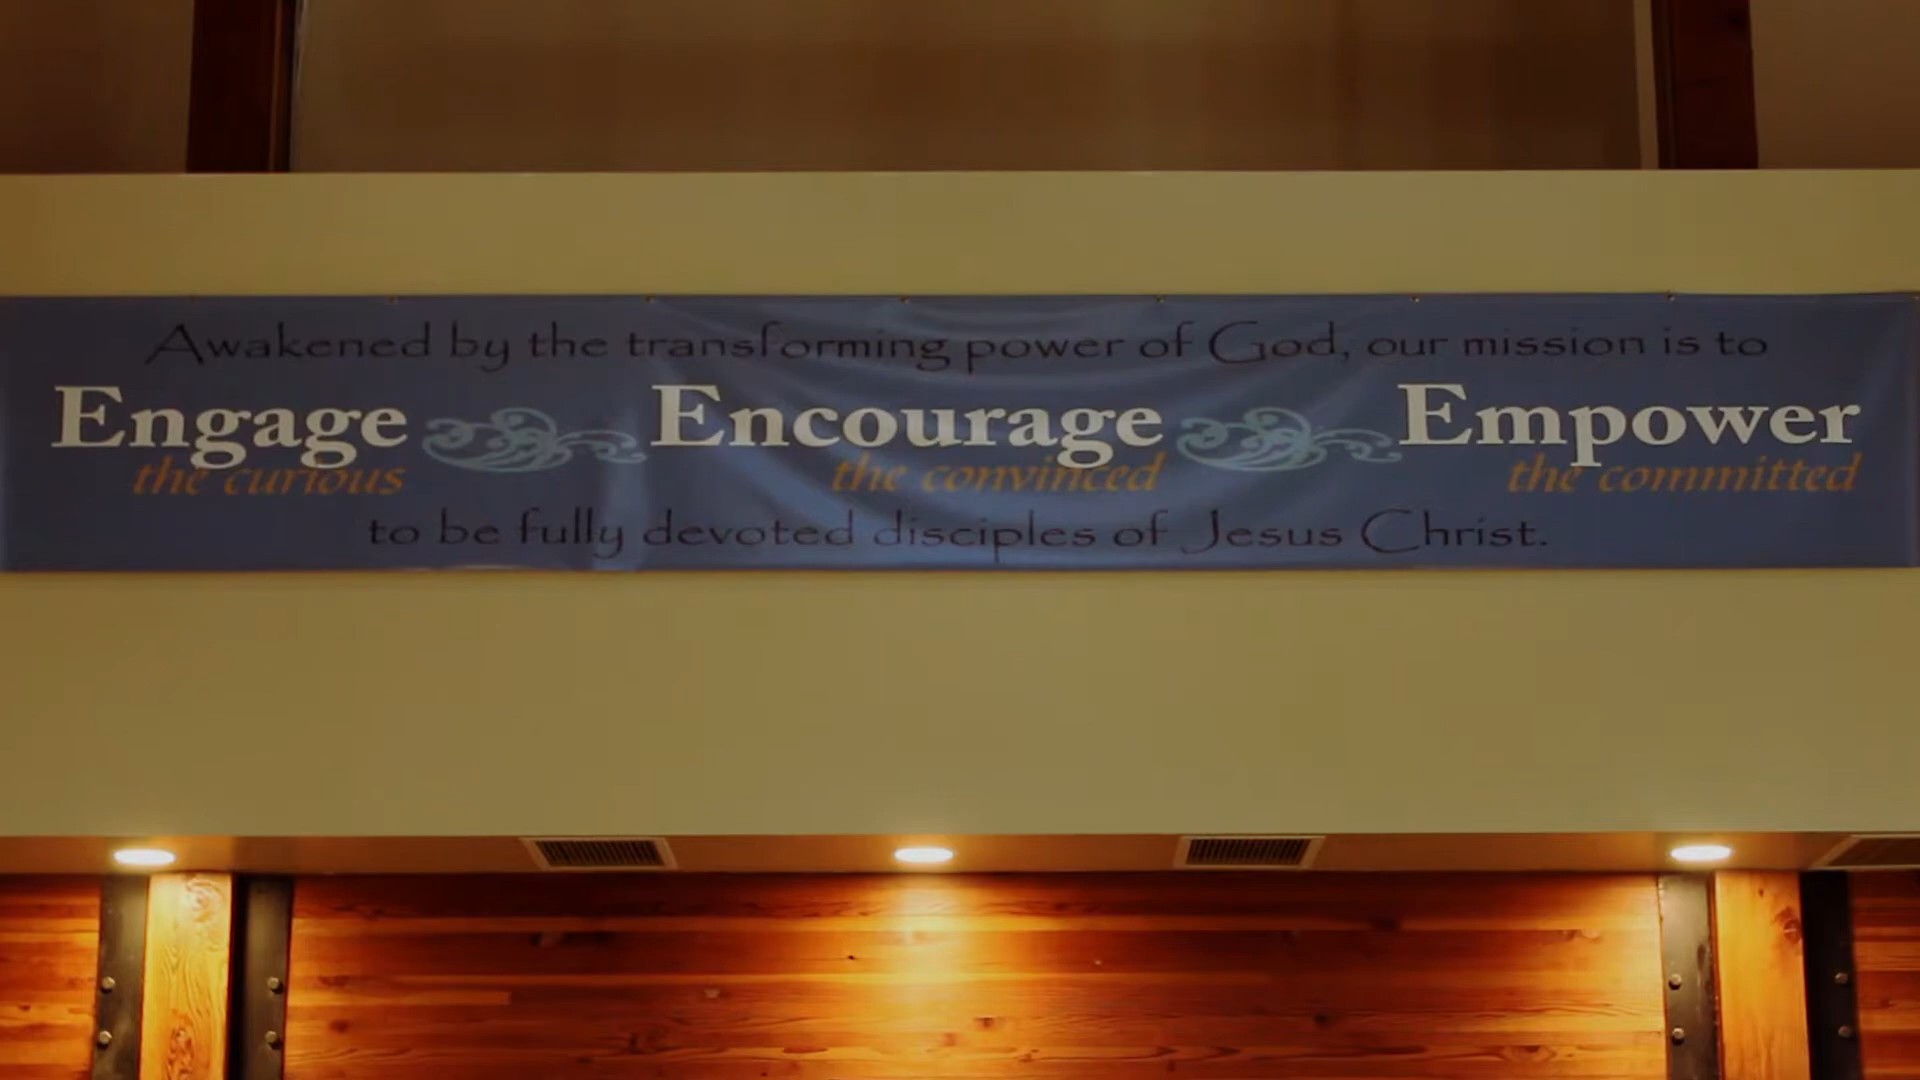 Awakened by the transforming power of God, our mission is to
Engage Encourage Empower
the curious the convinced the committed
to be fully devoted disciples of Jesus Christ.